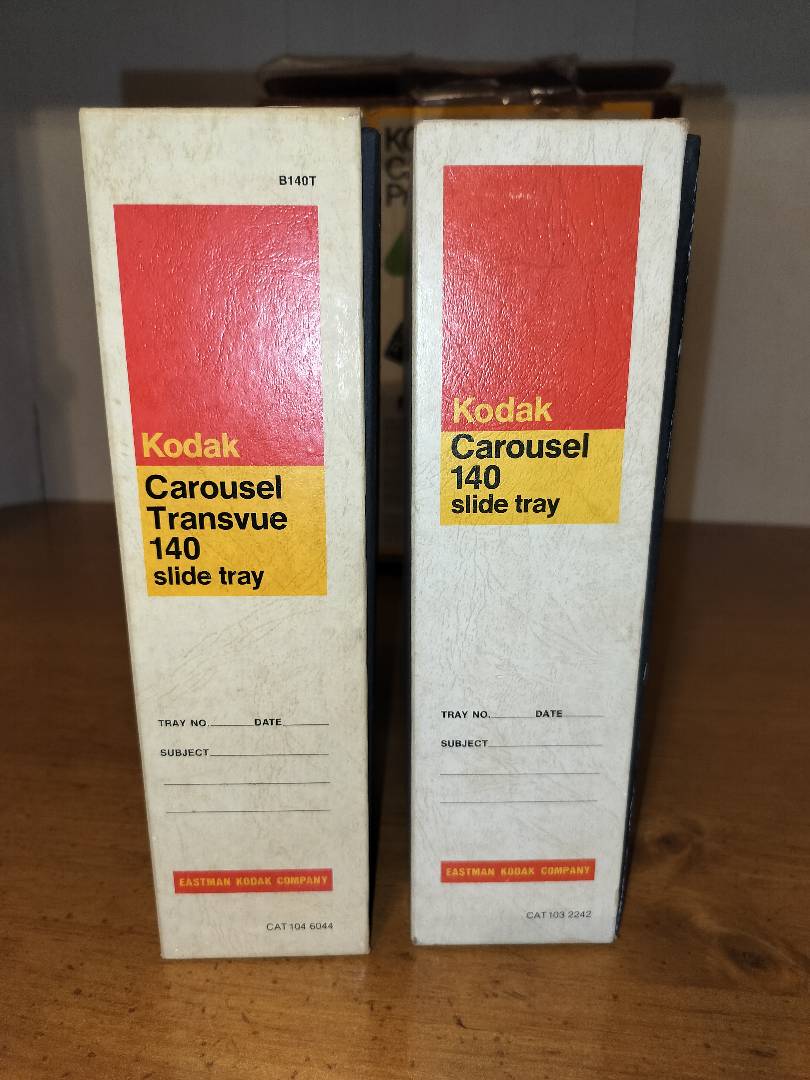 B140T
Kodak
Carousel
Transvue
140
slide tray
TRAY NO. DATE
SUBJECT
EASTMAN KODAK COMPANY
CAT 104 6044
Kodak
Carousel
140
slide tray
TRAY NO. DATE
SUBJECT
EASTMAN KODAK COMPANY
CAT 103 2242